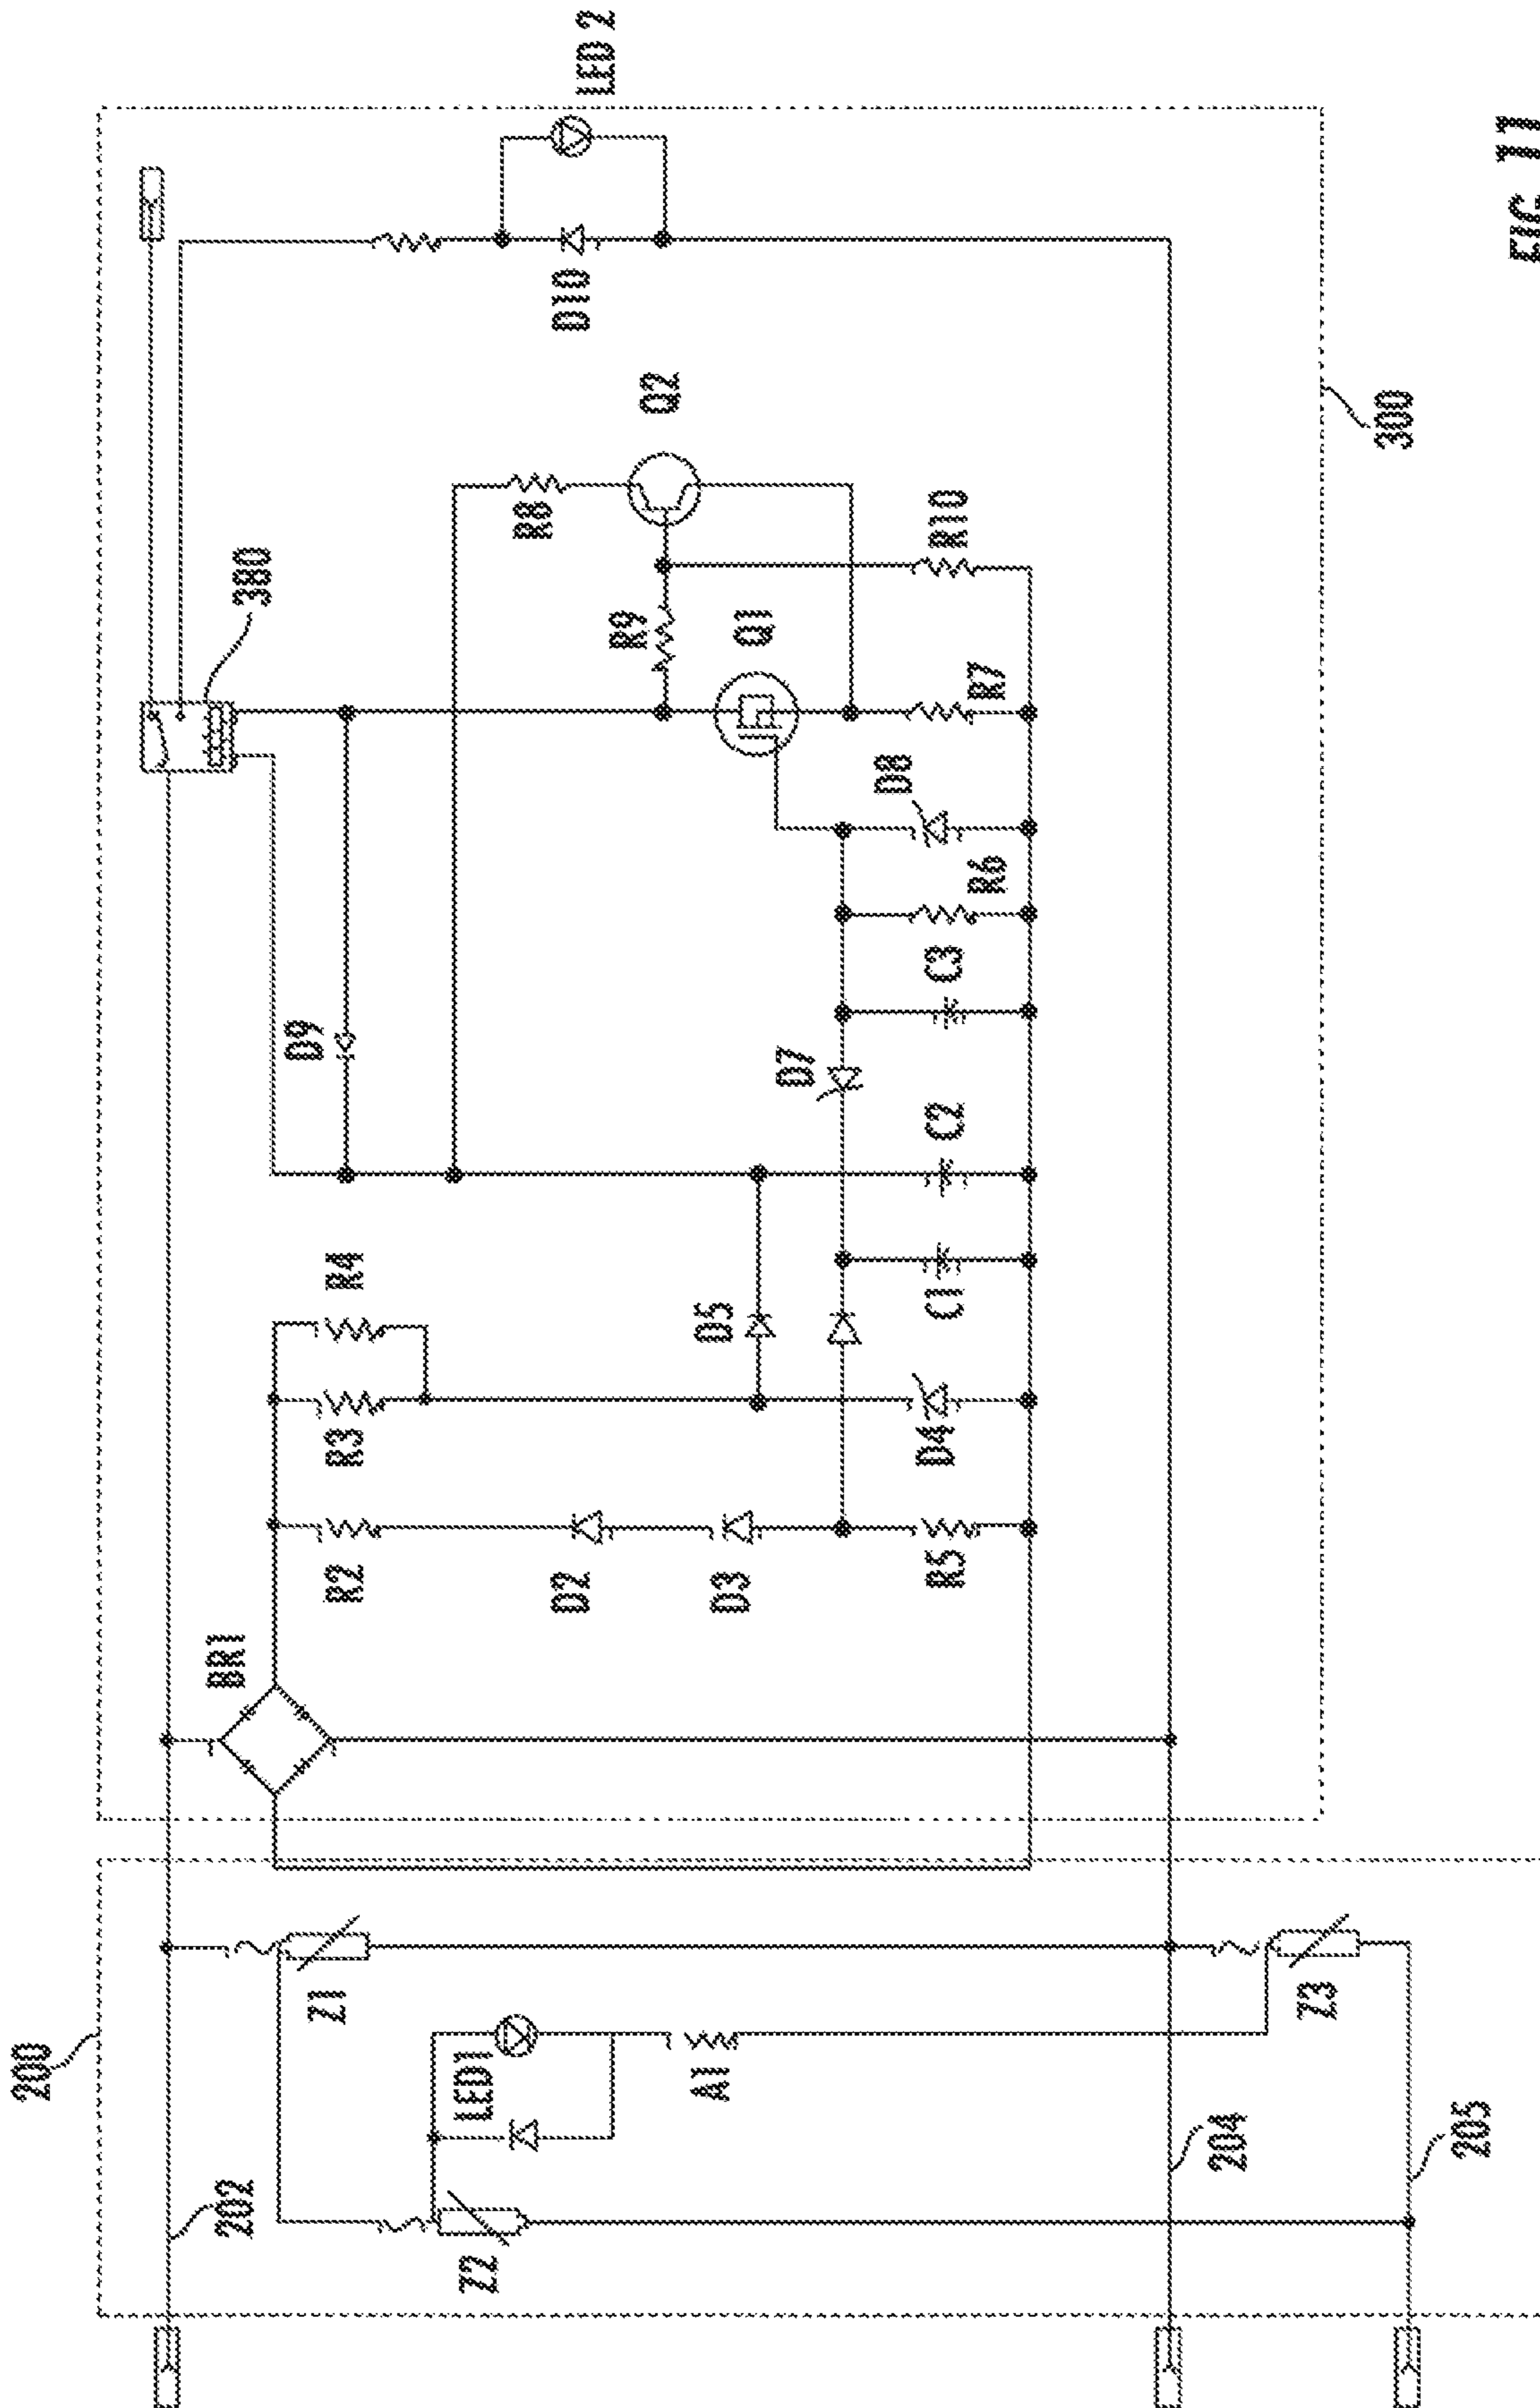 200
202
Z2
LED1
Z1
A1
204
205
Z3
BR1
R2
D2
D3
R5
R3
R4
D4
D5
C1
C2
D9
D7
C3
R6
D8
380
R9
Q1
R7
R8
Q2
R10
D10
LED 2
300
FIG. 11